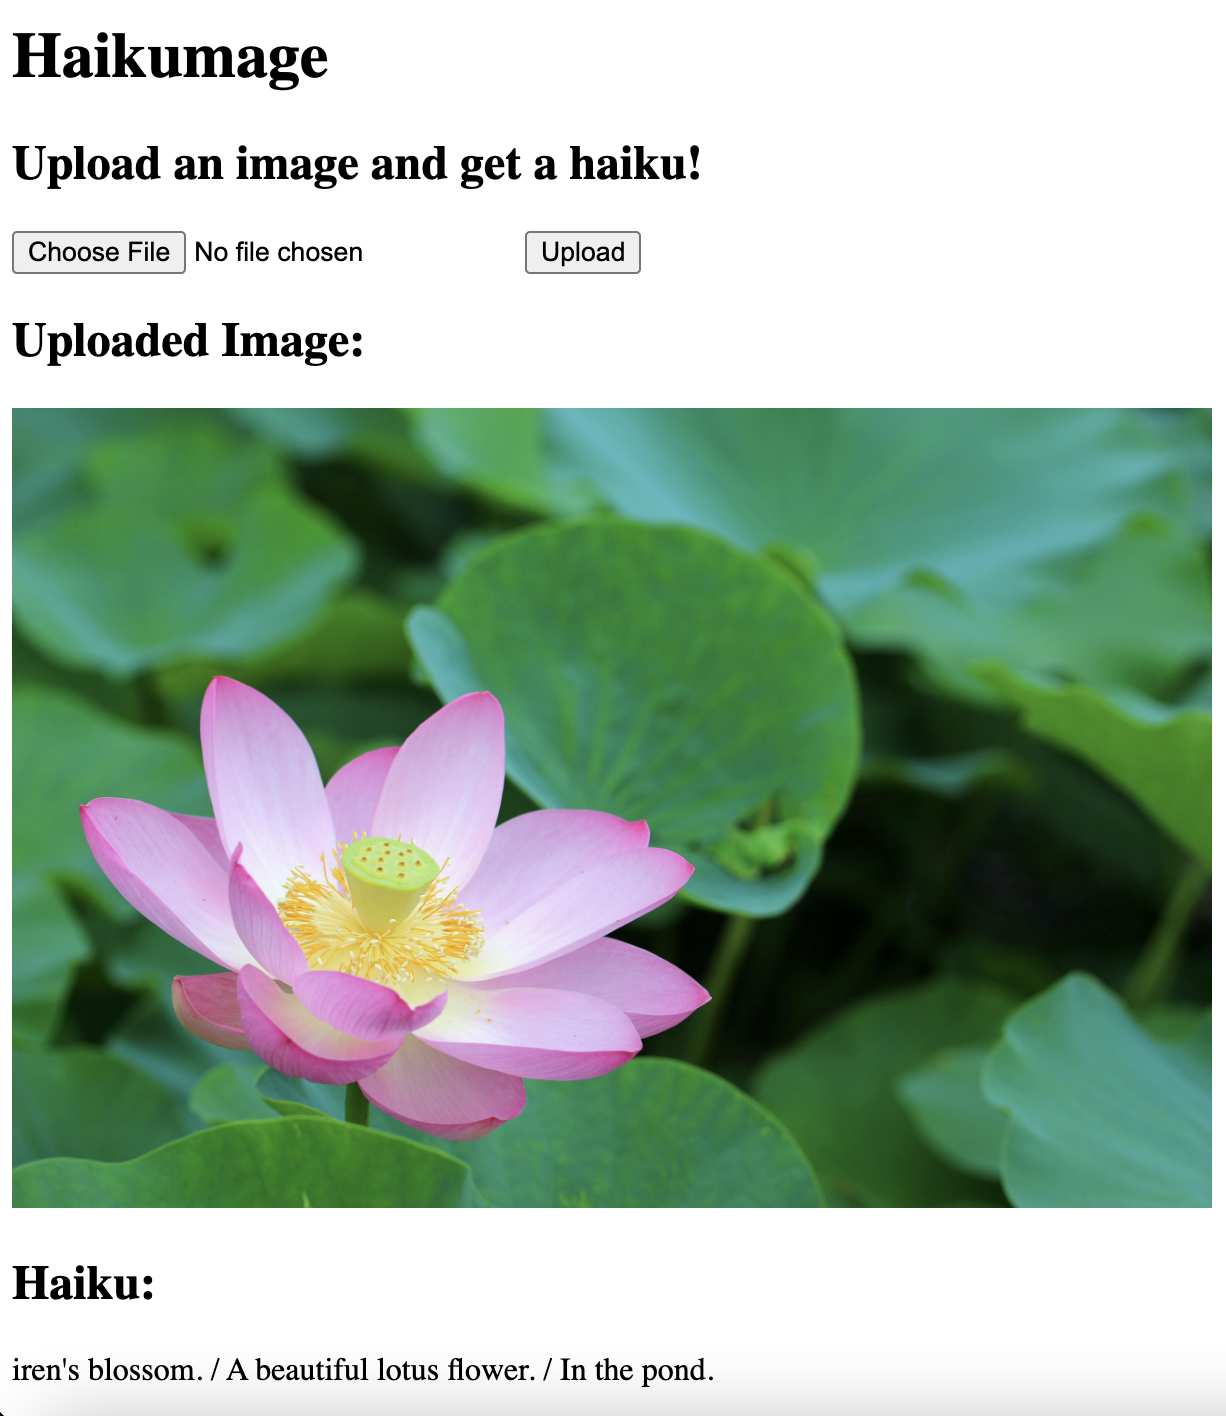 Haikumage
Upload an image and get a haiku!
Choose File No file chosen Upload
Uploaded Image:
Haiku:
iren's blossom. / A beautiful lotus flower. / In the pond.